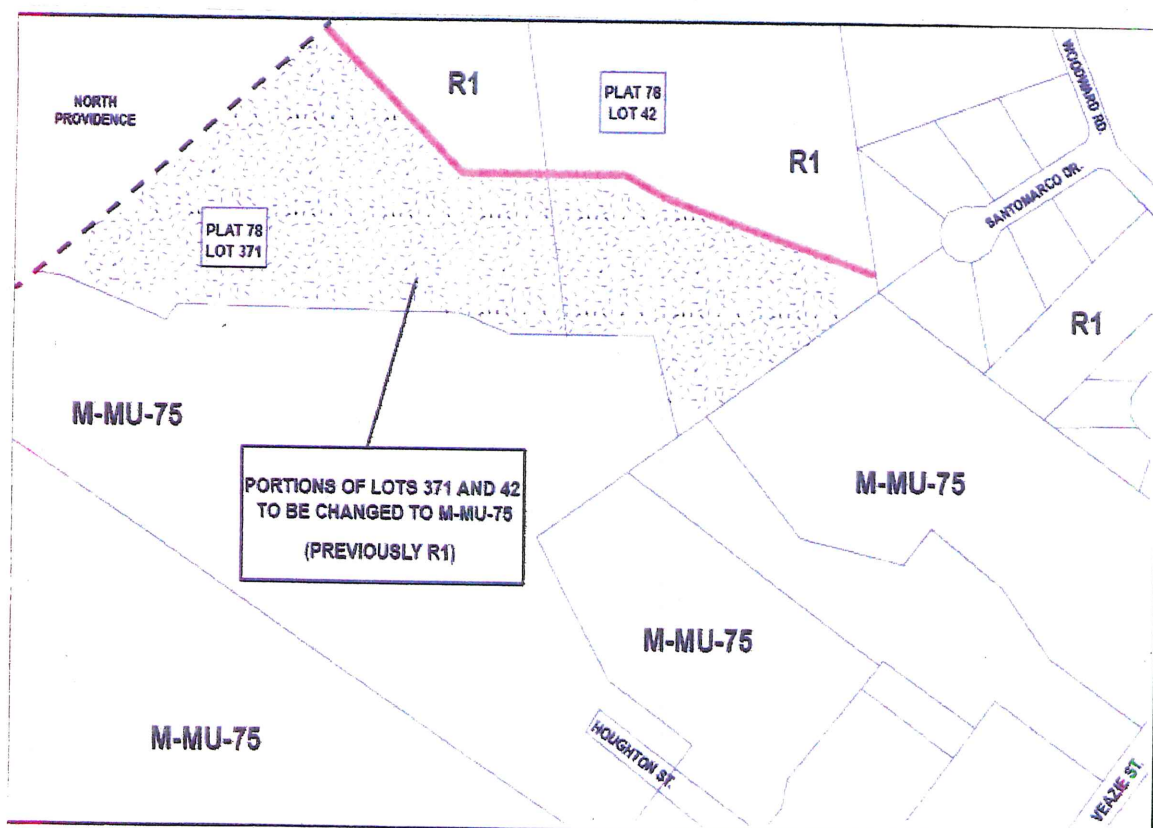 NORTH
PROVIDENCE
R1
PLAT 78
LOT 42
WOODWARD RD.
R1
SANTOMARCO DR.
PLAT 78
LOT 371
R1
M-MU-75
PORTIONS OF LOTS 371 AND 42
TO BE CHANGED TO M-MU-75
(PREVIOUSLY R1)
M-MU-75
M-MU-75
M-MU-75
HOUGHTON ST.
VEAZIE ST.